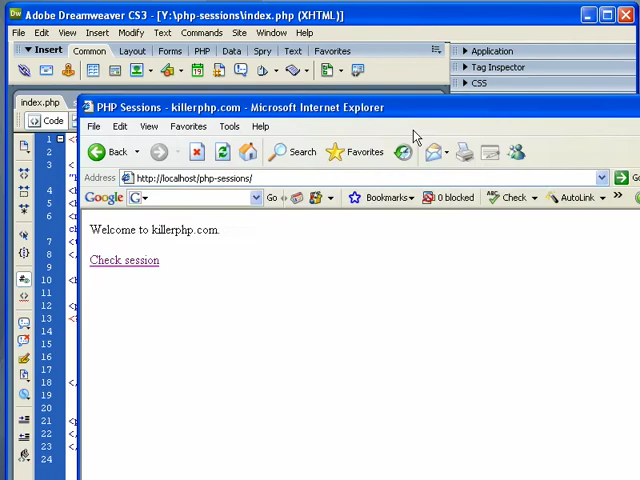 Dw Adobe Dreamweaver CS3 - [Y:\php-sessions\index.php (XHTML)]
File Edit View Insert Modify Text Commands Site Window Help
Insert Common Layout Forms PHP Data Spry Text Favorites
Application
Tag Inspector
CSS
index.php
Code
PHP Sessions - killerphp.com - Microsoft Internet Explorer
File Edit View Favorites Tools Help
Back Search Favorites
Address http://localhost/php-sessions/ Go
Google G Go Bookmarks 0 blocked Check AutoLink »
Welcome to killerphp.com.
Check session
1 <
2
3 <
4 <
5 <
6 <
7 <t
8 </
9
10 <b
11
12 <p
13 <
14
15
16
17
18 </
19
20
21 <p
22 </
23 </
24